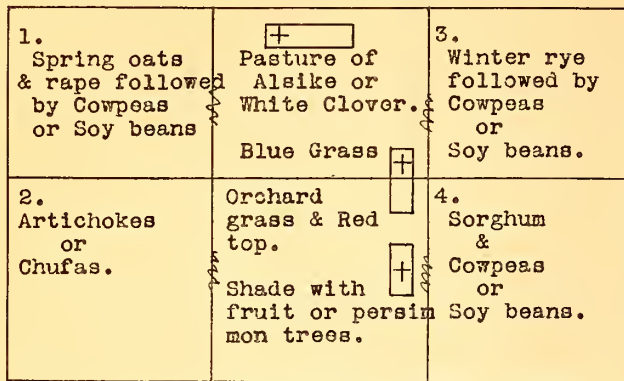 1.
Spring oats
& rape followed
by Cowpeas
or Soy beans
Pasture of
Alsike or
White Clover.
Blue Grass
3.
Winter rye
followed by
Cowpeas
or
Soy beans.
2.
Artichokes
or
Chufas.
Orchard
grass & Red
top.
Shade with
fruit or persim
mon trees.
4.
Sorghum
&
Cowpeas
or
Soy beans.